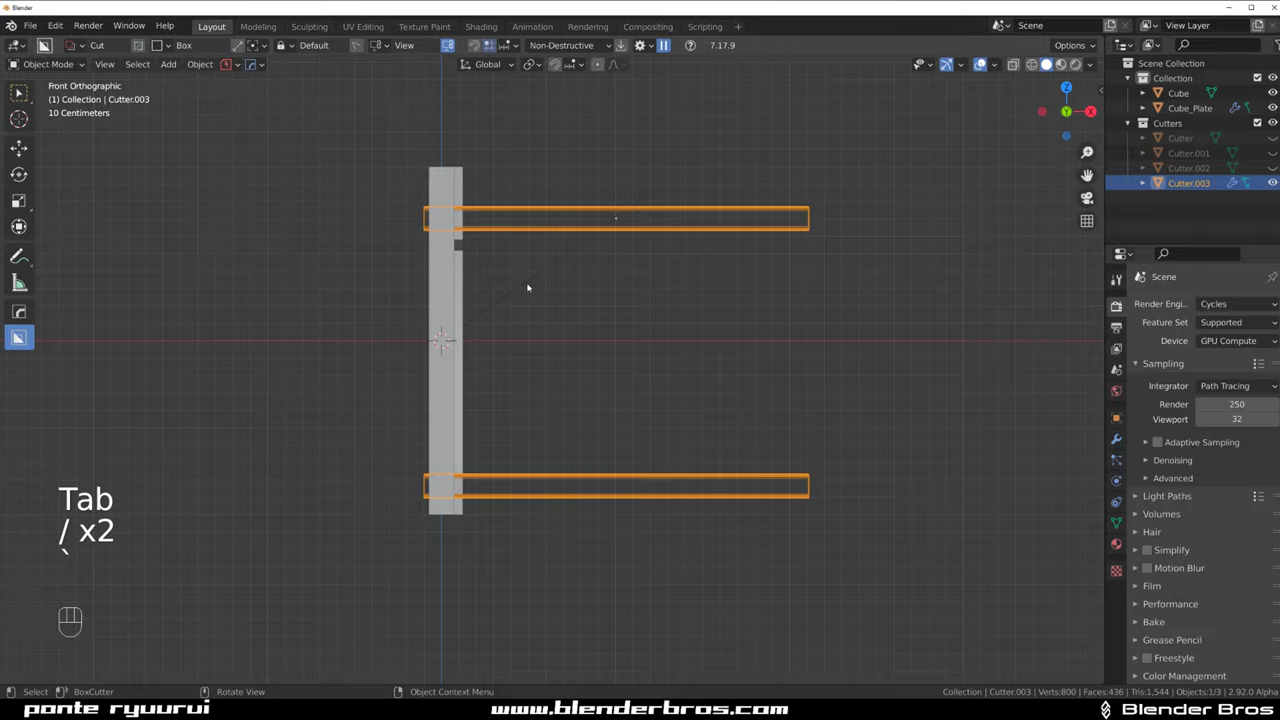 Blender
File Edit Render Window Help Layout Modeling Sculpting UV Editing Texture Paint Shading Animation Rendering Compositing Scripting + Scene View Layer
Cut Box Default View Non-Destructive 7.17.9 Options
Object Mode View Select Add Object Global
Front Orthographic
(1) Collection | Cutter.003
10 Centimeters
Z
Y
X
Tab
/ x2
`
Scene Collection
Collection
Cube
Cube_Plate
Cutters
Cutter
Cutter.001
Cutter.002
Cutter.003
Scene
Render Engi.. Cycles
Feature Set Supported
Device GPU Compute
Sampling
Integrator Path Tracing
Render 250
Viewport 32
Adaptive Sampling
Denoising
Advanced
Light Paths
Volumes
Hair
Simplify
Motion Blur
Film
Performance
Bake
Grease Pencil
Freestyle
Color Management
Select BoxCutter Rotate View Object Context Menu Collection | Cutter.003 | Verts:800 | Faces:436 | Tris:1,544 | Objects:1/3 | 2.92.0 Alpha
ponte ryuurui www.blenderbros.com Blender Bros